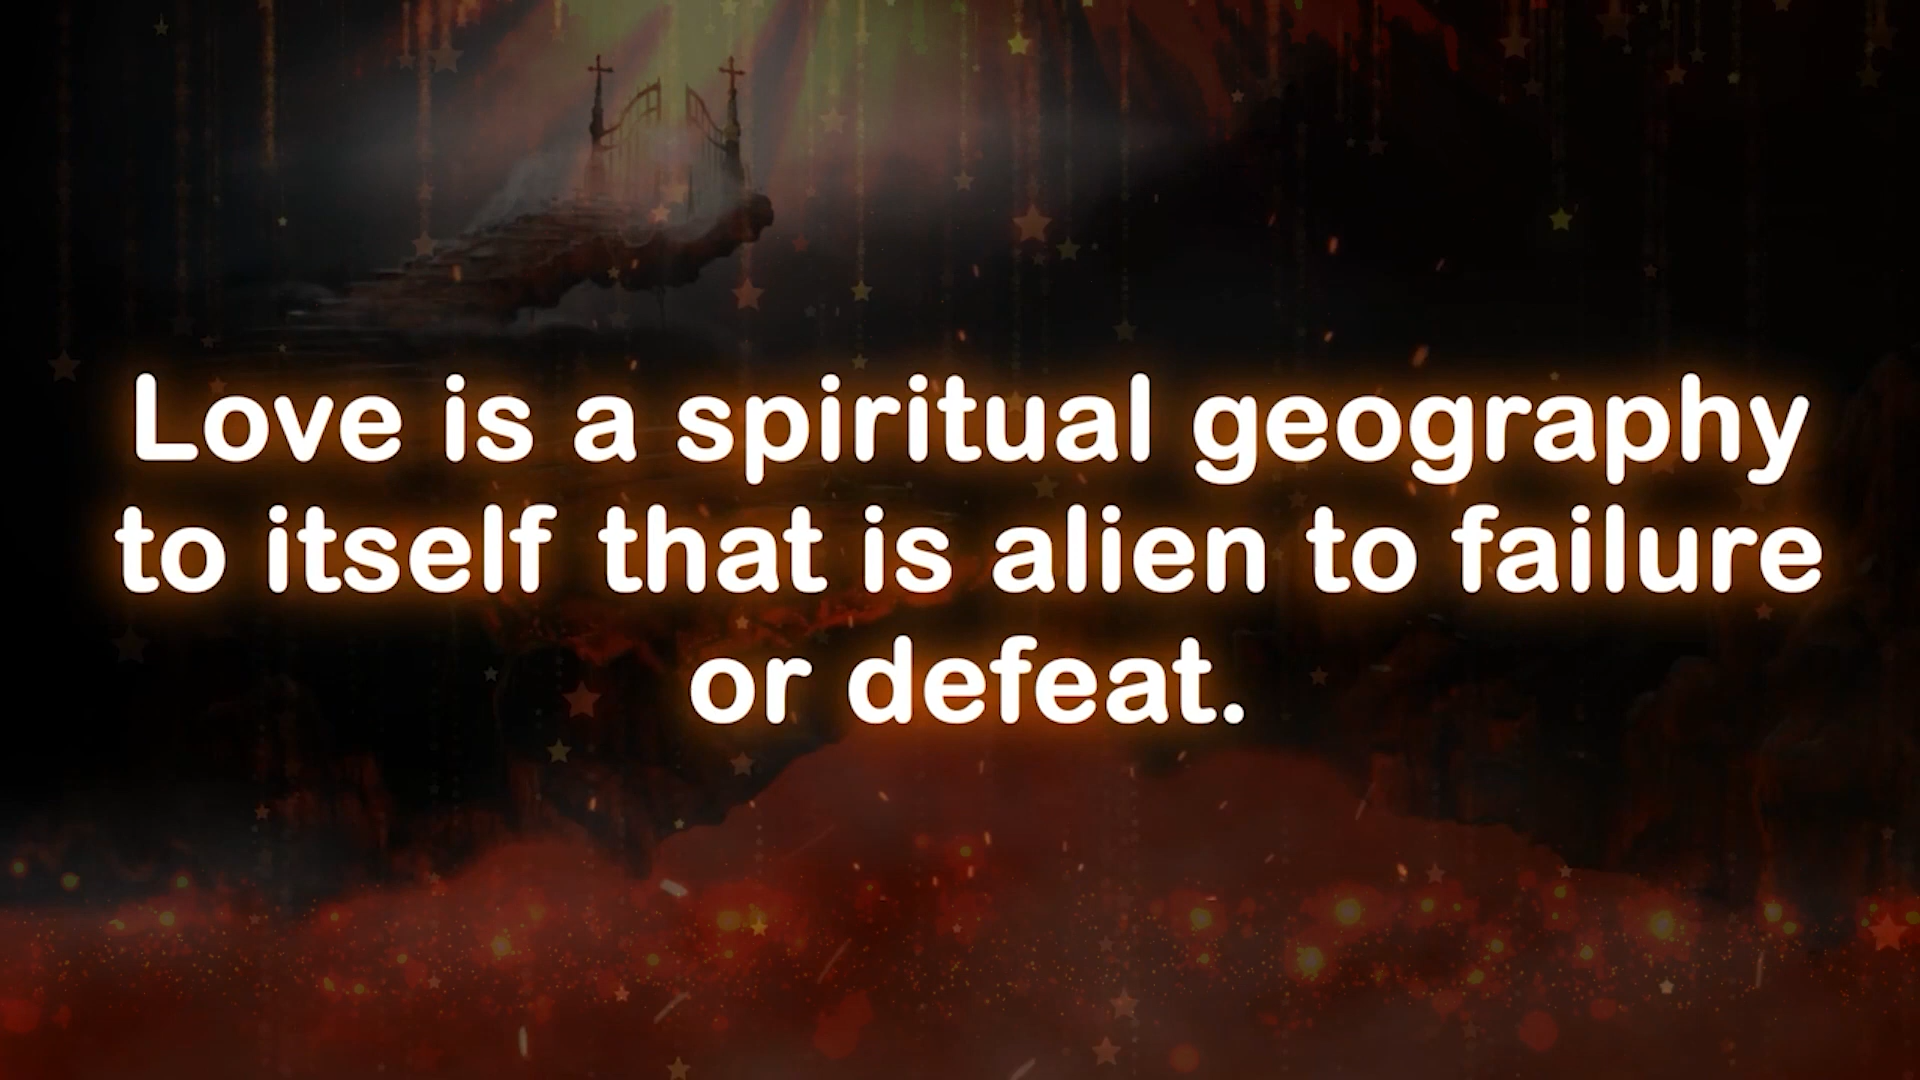 Love is a spiritual geography
to itself that is alien to failure
or defeat.